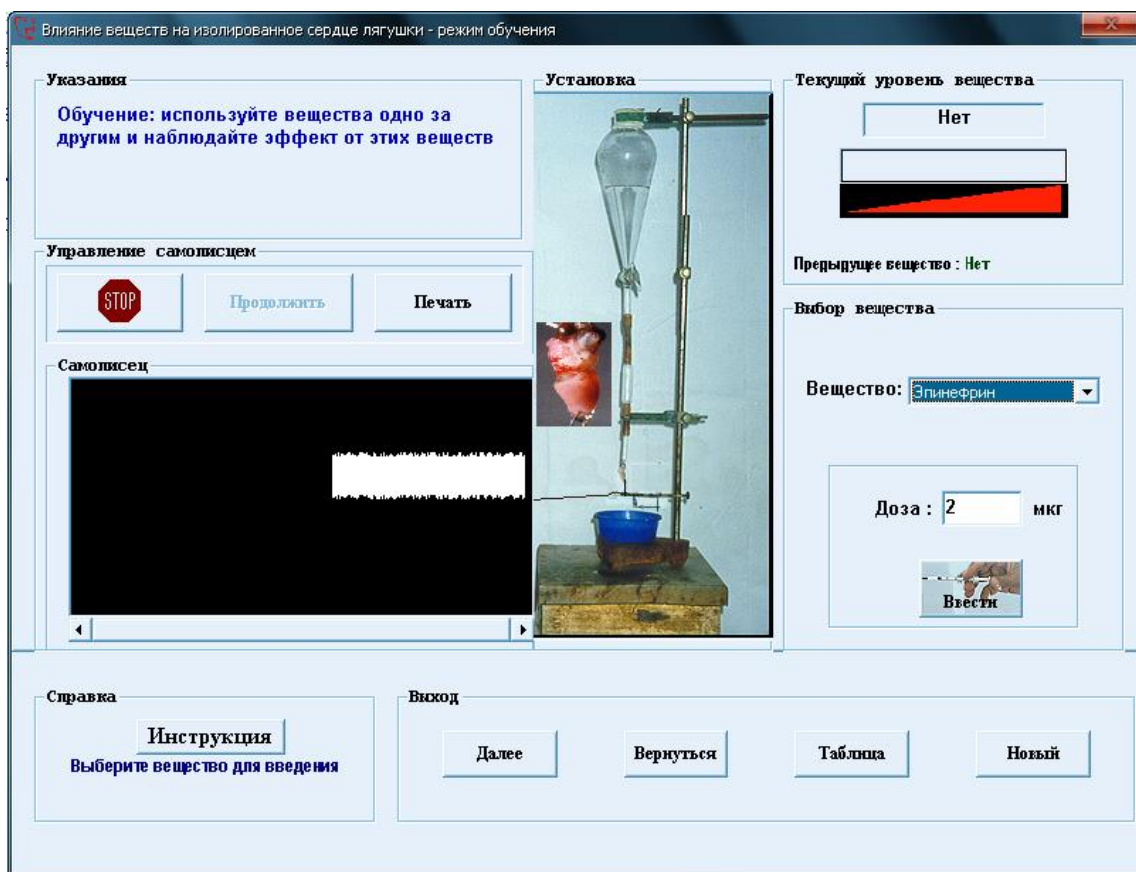 Влияние веществ на изолированное сердце лягушки - режим обучения
Указания
Обучение: используйте вещества одно за
другим и наблюдайте эффект от этих веществ
Управление самописцем
STOP
Продолжить
Печать
Самописец
Установка
Текущий уровень вещества
Нет
Предыдущее вещество : Нет
Выбор вещества
Вещество: Эпинефрин
Доза : 2 мкг
Ввести
Справка
Инструкция
Выберите вещество для введения
Выход
Далее
Вернуться
Таблица
Новый